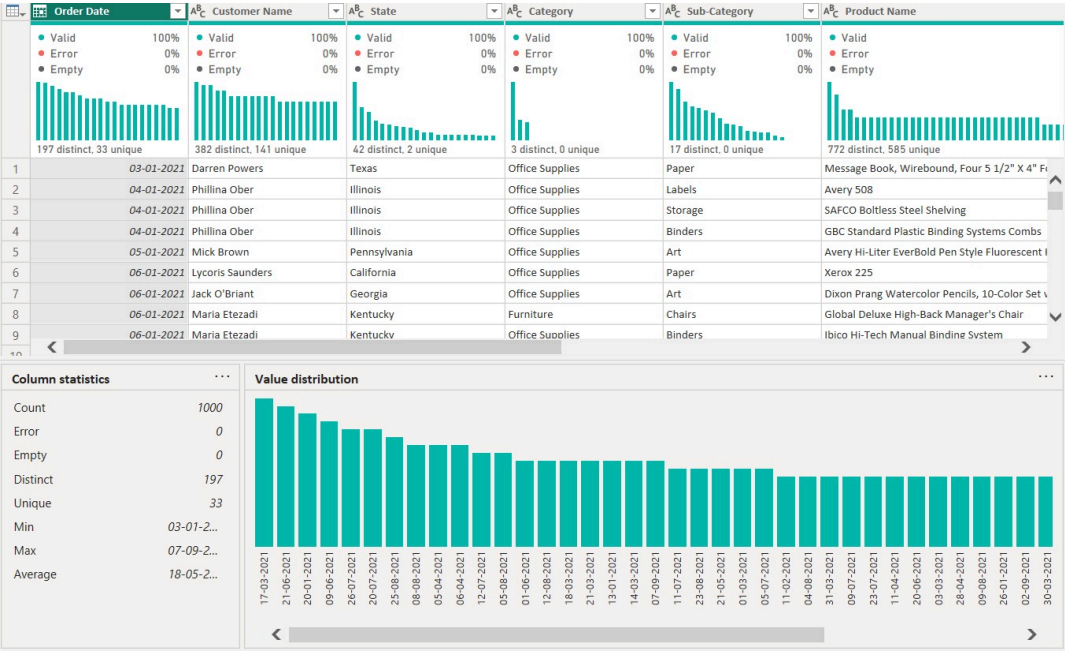 Order Date ABC Customer Name ABC State ABC Category ABC Sub-Category ABC Product Name
Valid 100% Valid 100% Valid 100% Valid 100% Valid 100% Valid
Error 0% Error 0% Error 0% Error 0% Error 0% Error
Empty 0% Empty 0% Empty 0% Empty 0% Empty 0% Empty
197 distinct, 33 unique 382 distinct, 141 unique 42 distinct, 2 unique 3 distinct, 0 unique 17 distinct, 0 unique 772 distinct, 585 unique
1 03-01-2021 Darren Powers Texas Office Supplies Paper Message Book, Wirebound, Four 5 1/2" X 4" Fo
2 04-01-2021 Phillina Ober Illinois Office Supplies Labels Avery 508
3 04-01-2021 Phillina Ober Illinois Office Supplies Storage SAFCO Boltless Steel Shelving
4 04-01-2021 Phillina Ober Illinois Office Supplies Binders GBC Standard Plastic Binding Systems Combs
5 05-01-2021 Mick Brown Pennsylvania Office Supplies Art Avery Hi-Liter EverBold Pen Style Fluorescent
6 06-01-2021 Lycoris Saunders California Office Supplies Paper Xerox 225
7 06-01-2021 Jack O'Briant Georgia Office Supplies Art Dixon Prang Watercolor Pencils, 10-Color Set
8 06-01-2021 Maria Etezadi Kentucky Furniture Chairs Global Deluxe High-Back Manager's Chair
9 06-01-2021 Maria Etezadi Kentucky Office Supplies Binders Ibico Hi-Tech Manual Binding System
10
Column statistics ...
Count 1000
Error 0
Empty 0
Distinct 197
Unique 33
Min 03-01-2...
Max 07-09-2...
Average 18-05-2...
Value distribution ...
17-03-2021
21-06-2021
20-01-2021
09-06-2021
26-07-2021
20-07-2021
25-08-2021
08-08-2021
05-04-2021
06-04-2021
12-07-2021
05-08-2021
01-06-2021
12-08-2021
18-03-2021
21-03-2021
13-01-2021
14-03-2021
07-09-2021
11-07-2021
23-08-2021
21-05-2021
01-03-2021
05-07-2021
11-02-2021
04-08-2021
31-03-2021
09-07-2021
23-07-2021
11-04-2021
20-06-2021
03-03-2021
28-04-2021
09-08-2021
26-01-2021
02-09-2021
30-03-2021